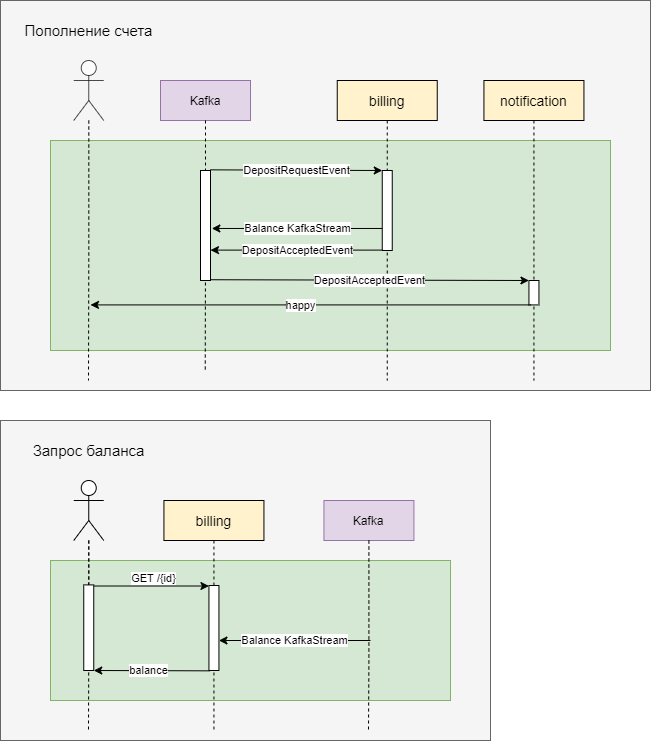 Пополнение счета
Kafka
billing
notification
DepositRequestEvent
Balance KafkaStream
DepositAcceptedEvent
DepositAcceptedEvent
happy
Запрос баланса
billing
Kafka
GET /{id}
Balance KafkaStream
balance